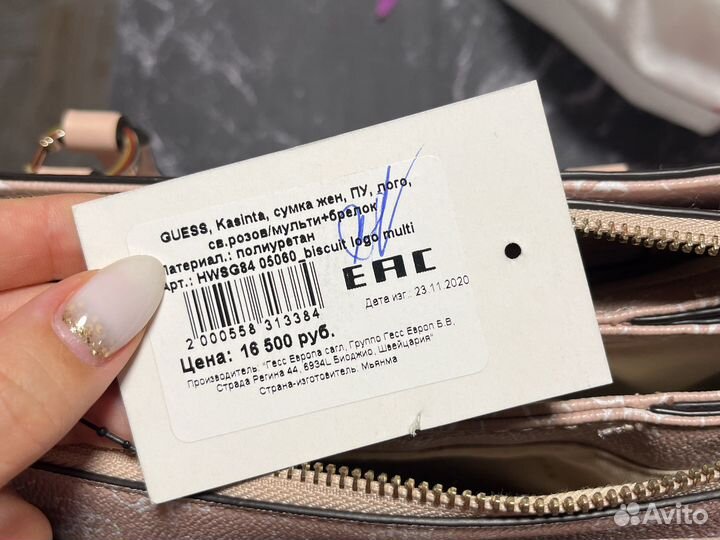 GUESS, Kasinta, сумка жен, ПУ, лого,
св.розов/мульти+брелок
Материал.: полиуретан
Арт.: HWSG84 05060_biscuit logo multi
EAC
Дата изг.: 23.11.2020
2 000558 313384
Цена: 16 500 руб.
Производитель: "Гесс Европа сагл, Группо Гесс Европ Б.В.
Страда Регина 44, 6934L Биоджио, Швейцария"
Страна-изготовитель: Мьянма
Avito